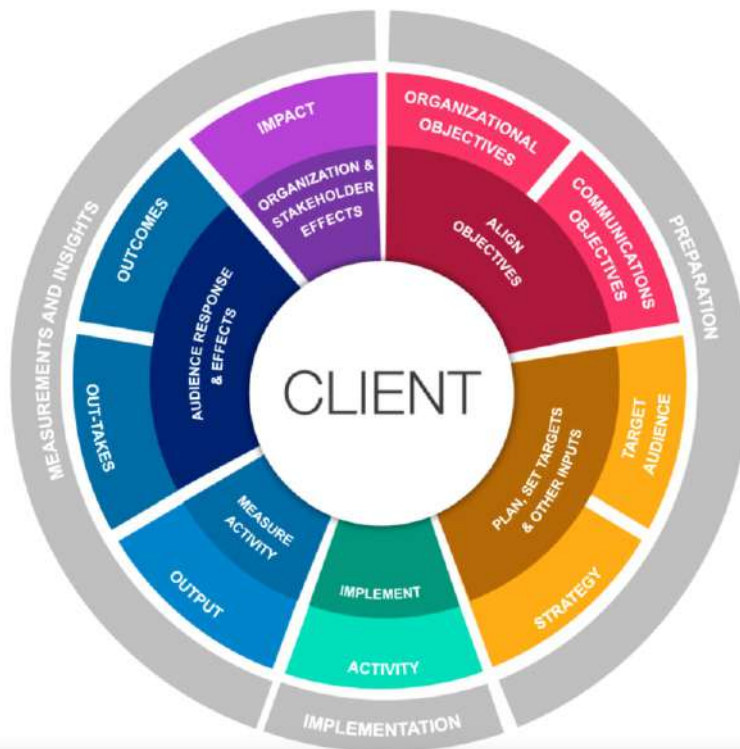 CLIENT
PREPARATION
ORGANIZATIONAL
OBJECTIVES
COMMUNICATIONS
OBJECTIVES
ALIGN
OBJECTIVES
TARGET
AUDIENCE
STRATEGY
PLAN, SET TARGETS
& OTHER INPUTS
IMPLEMENTATION
IMPLEMENT
ACTIVITY
MEASUREMENTS AND INSIGHTS
MEASURE
ACTIVITY
OUTPUT
AUDIENCE RESPONSE
& EFFECTS
OUT-TAKES
OUTCOMES
IMPACT
ORGANIZATION &
STAKEHOLDER
EFFECTS